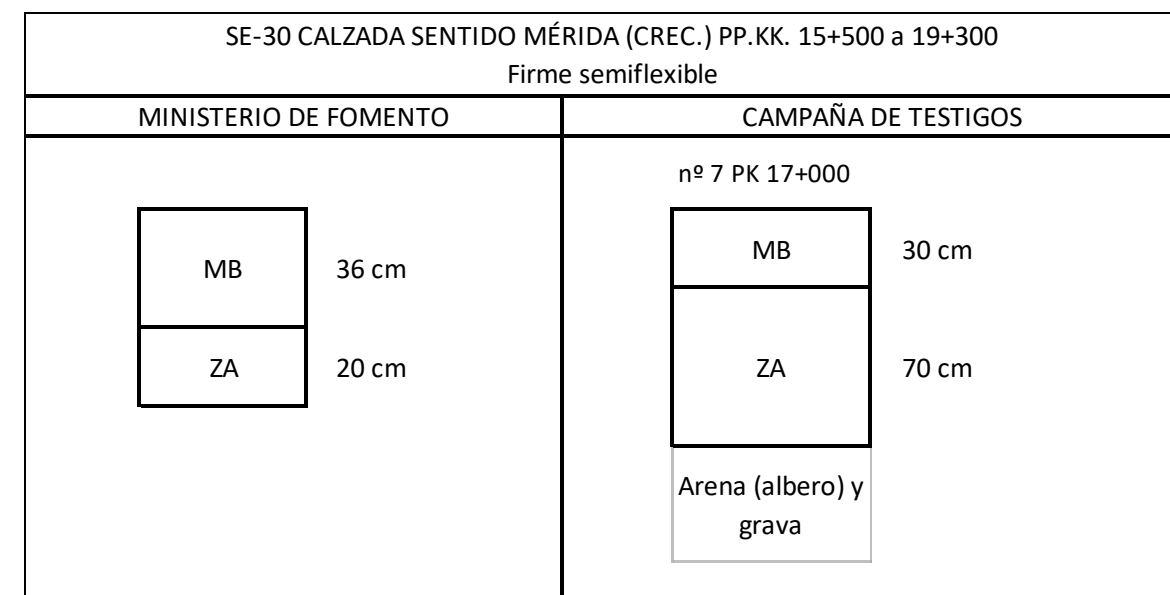 SE-30 CALZADA SENTIDO MÉRIDA (CREC.) PP.KK. 15+500 a 19+300
Firme semiflexible
MINISTERIO DE FOMENTO
CAMPAÑA DE TESTIGOS
MB
36 cm
ZA
20 cm
nº 7 PK 17+000
MB
30 cm
ZA
70 cm
Arena (albero) y
grava